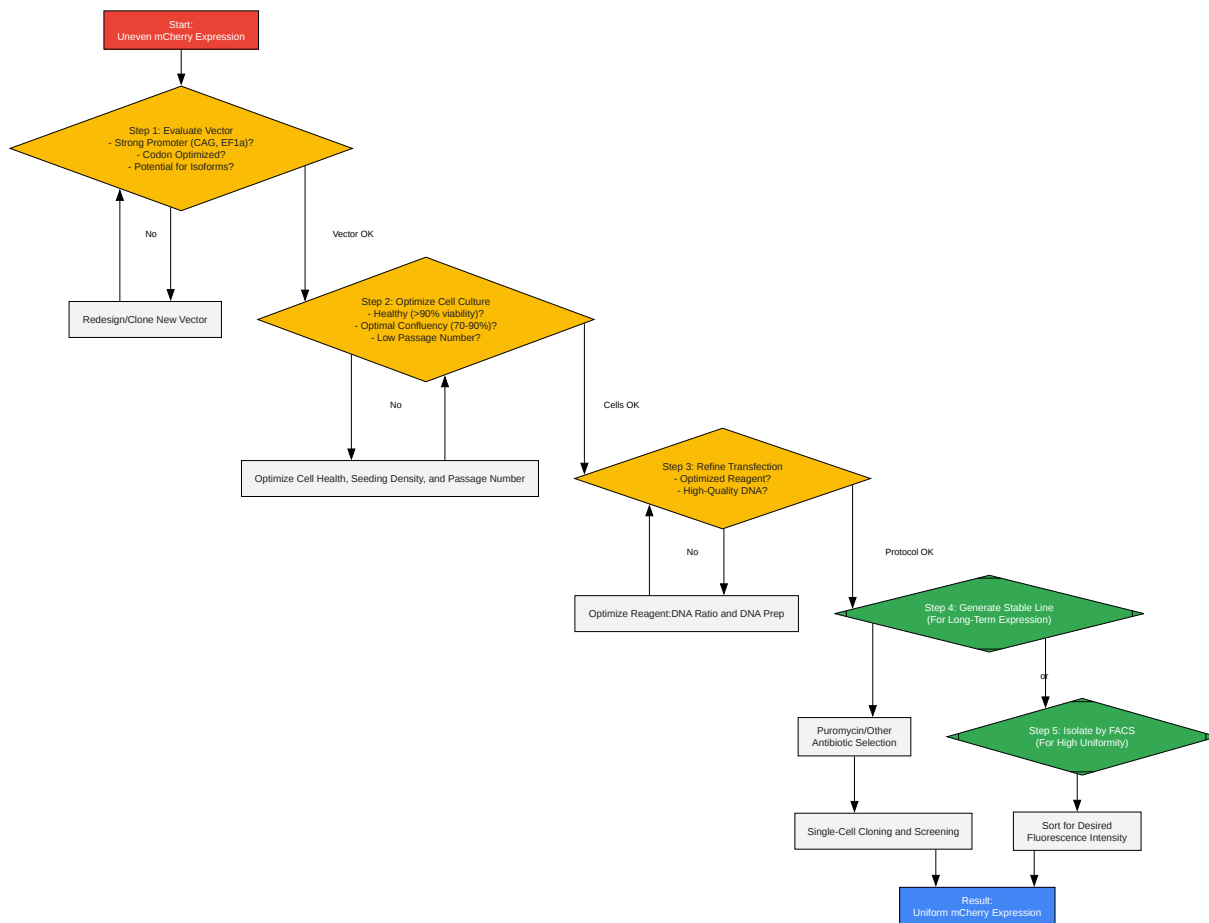 Start:
Uneven mCherry Expression
Step 1: Evaluate Vector
- Strong Promoter (CAG, EF1a)?
- Codon Optimized?
- Potential for Isoforms?
No
Vector OK
Redesign/Clone New Vector
Step 2: Optimize Cell Culture
- Healthy (>90% viability)?
- Optimal Confluency (70-90%)?
- Low Passage Number?
No
Cells OK
Optimize Cell Health, Seeding Density, and Passage Number
Step 3: Refine Transfection
- Optimized Reagent?
- High-Quality DNA?
No
Protocol OK
Optimize Reagent:DNA Ratio and DNA Prep
Step 4: Generate Stable Line
(For Long-Term Expression)
or
Puromycin/Other
Antibiotic Selection
Step 5: Isolate by FACS
(For High Uniformity)
Single-Cell Cloning and Screening
Sort for Desired
Fluorescence Intensity
Result:
Uniform mCherry Expression